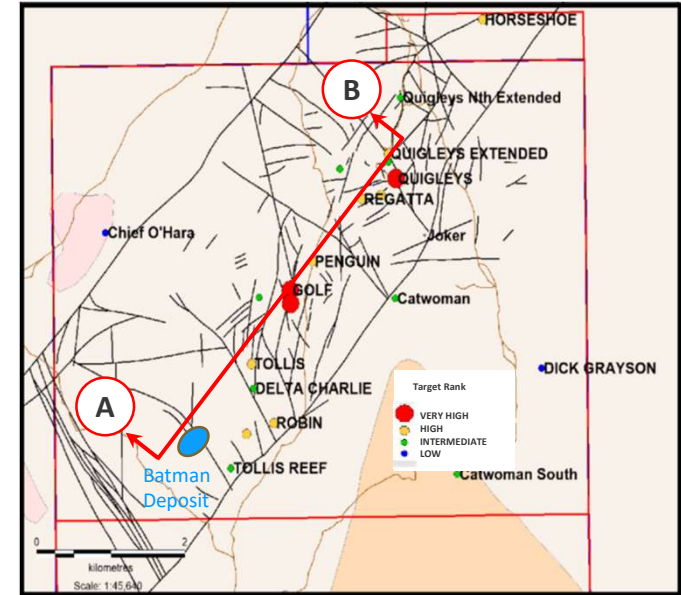 HORSESHOE
B
Quigleys Nth Extended
QUIGLEYS EXTENDED
QUIGLEYS
REGATTA
Chief O'Hara
Joker
PENGUIN
GOLF
Catwoman
TOLLIS
DICK GRAYSON
DELTA CHARLIE
Target Rank
VERY HIGH
HIGH
INTERMEDIATE
LOW
A
ROBIN
TOLLIS REEF
Catwoman South
Batman
Deposit
0 2
kilometres
Scale: 1:45,640